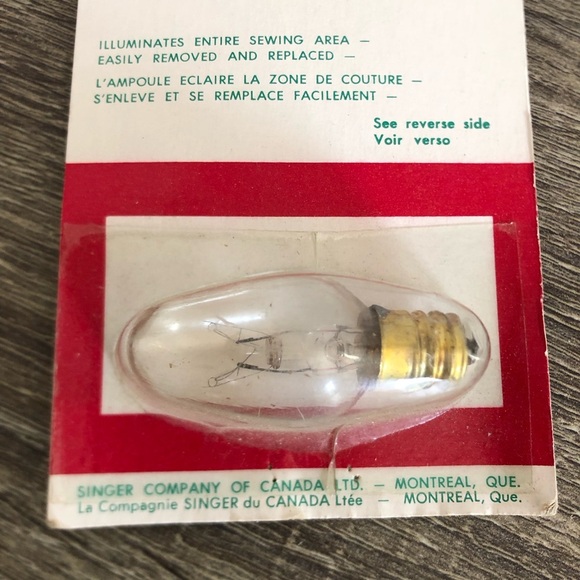 ILLUMINATES ENTIRE SEWING AREA —
EASILY REMOVED AND REPLACED —
L'AMPOULE ECLAIRE LA ZONE DE COUTURE —
S'ENLEVE ET SE REMPLACE FACILEMENT —
See reverse side
Voir verso
SINGER COMPANY OF CANADA LTD. — MONTREAL, QUE.
La Compagnie SINGER du CANADA Ltée — MONTREAL, Que.